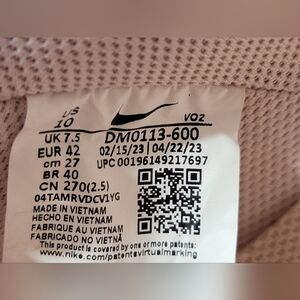 US
10
VO2
UK 7.5
DM0113-600
EUR 42
02/15/23
04/22/23
cm 27
UPC 00196149217697
BR 40
CN 270(2.5)
04TAMRVDCV1YG
MADE IN VIETNAM
HECHO EN VIETNAM
FABRIQUE AU VIETNAM
FABRICADO NO VIETNÃ
This product is covered by one or more patents:
www.nike.com/patentsvirtualmarking